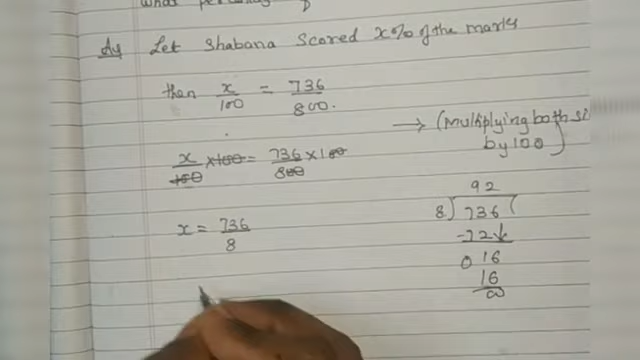 what
Ay Let Shabana Scored x% of the marks
then x/100 = 736/800.
→ (Multiplying both
by 100)
x/100 × 100 = 736/800 × 100
x = 736/8
92
8) 736 (
-72↓
016
16
00